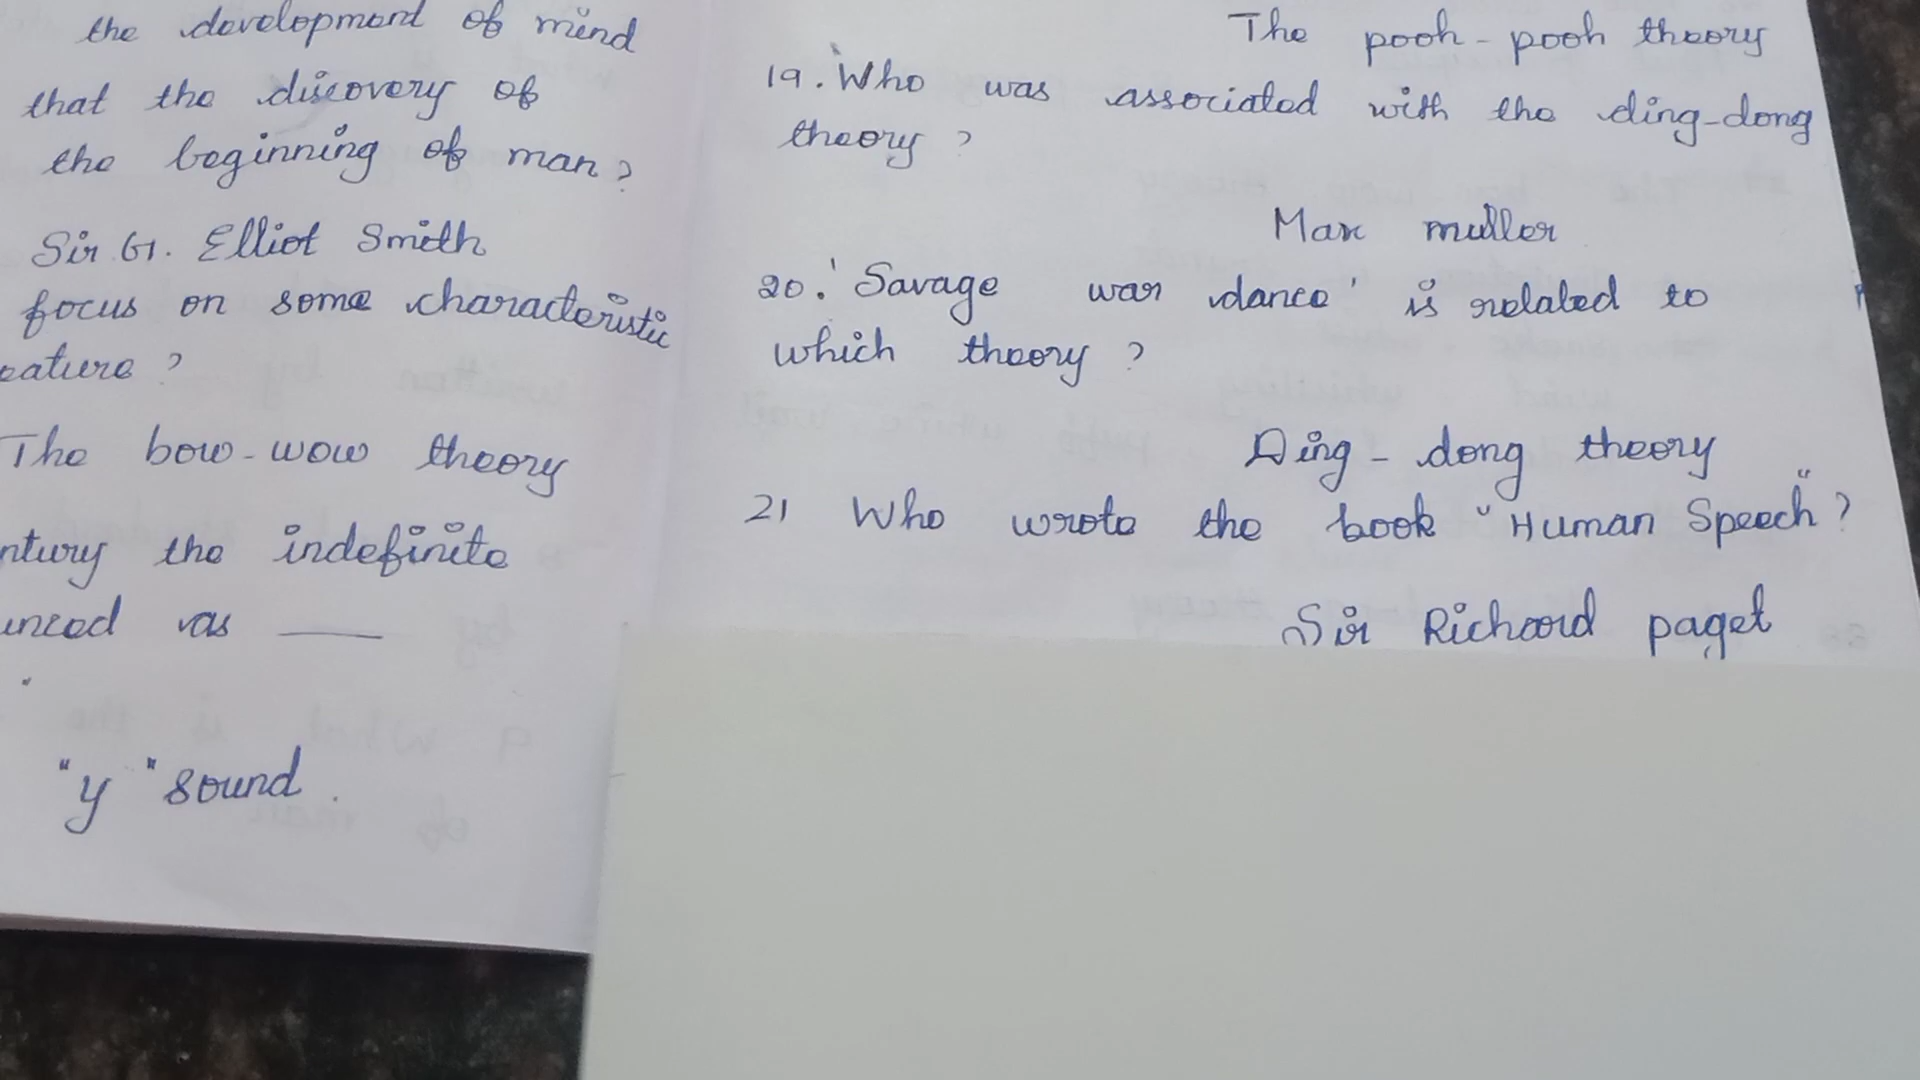 the development of mind
that the discovery of
the beginning of man?
Sir G. Elliot Smith
focus on some characteristic
eature?
The bow-wow theory
ntury the indefinite
unced as ___
"y" sound.
The pooh-pooh theory
19. Who was associated with the ding-dong
theory?
Max muller
20. 'Savage war dance' is related to
which theory?
Ding-dong theory
21 Who wrote the book "Human Speech"?
Sir Richard paget